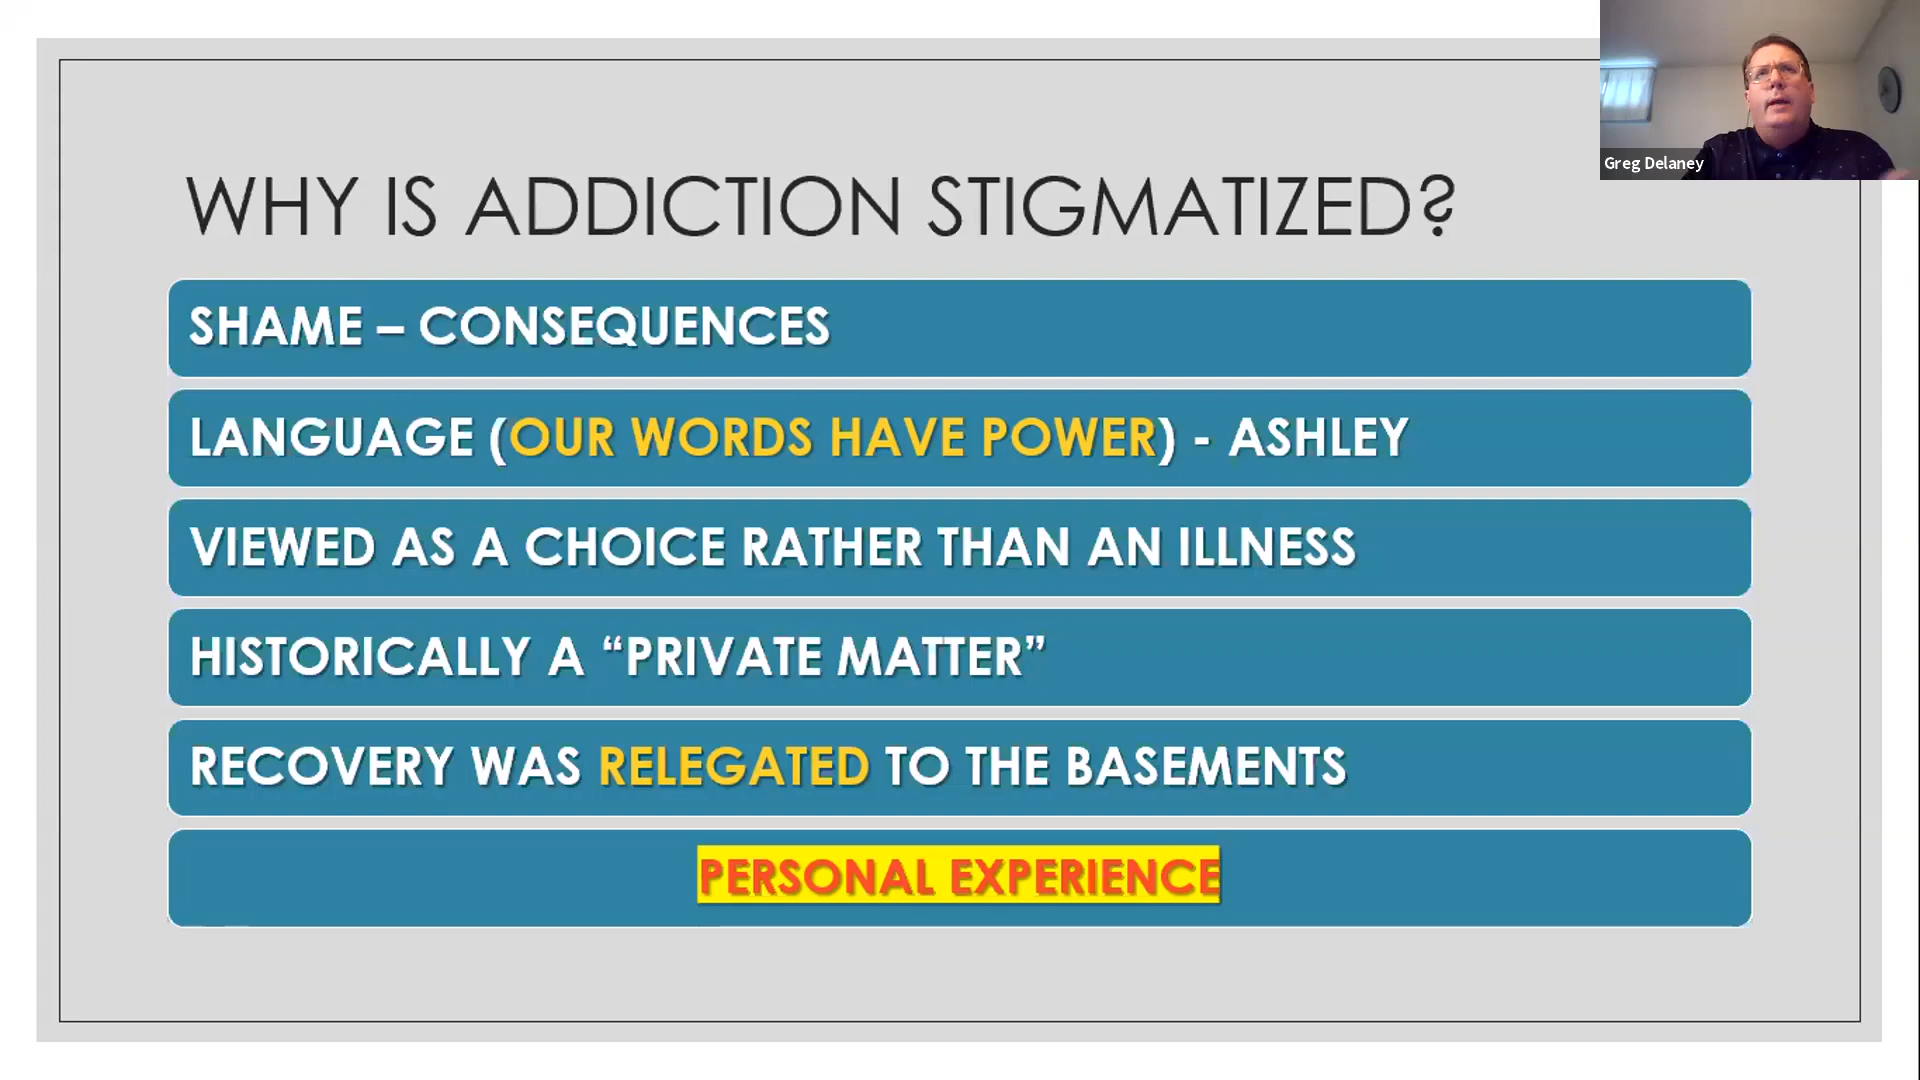 Greg Delaney
WHY IS ADDICTION STIGMATIZED?
SHAME – CONSEQUENCES
LANGUAGE (OUR WORDS HAVE POWER) - ASHLEY
VIEWED AS A CHOICE RATHER THAN AN ILLNESS
HISTORICALLY A “PRIVATE MATTER”
RECOVERY WAS RELEGATED TO THE BASEMENTS
PERSONAL EXPERIENCE